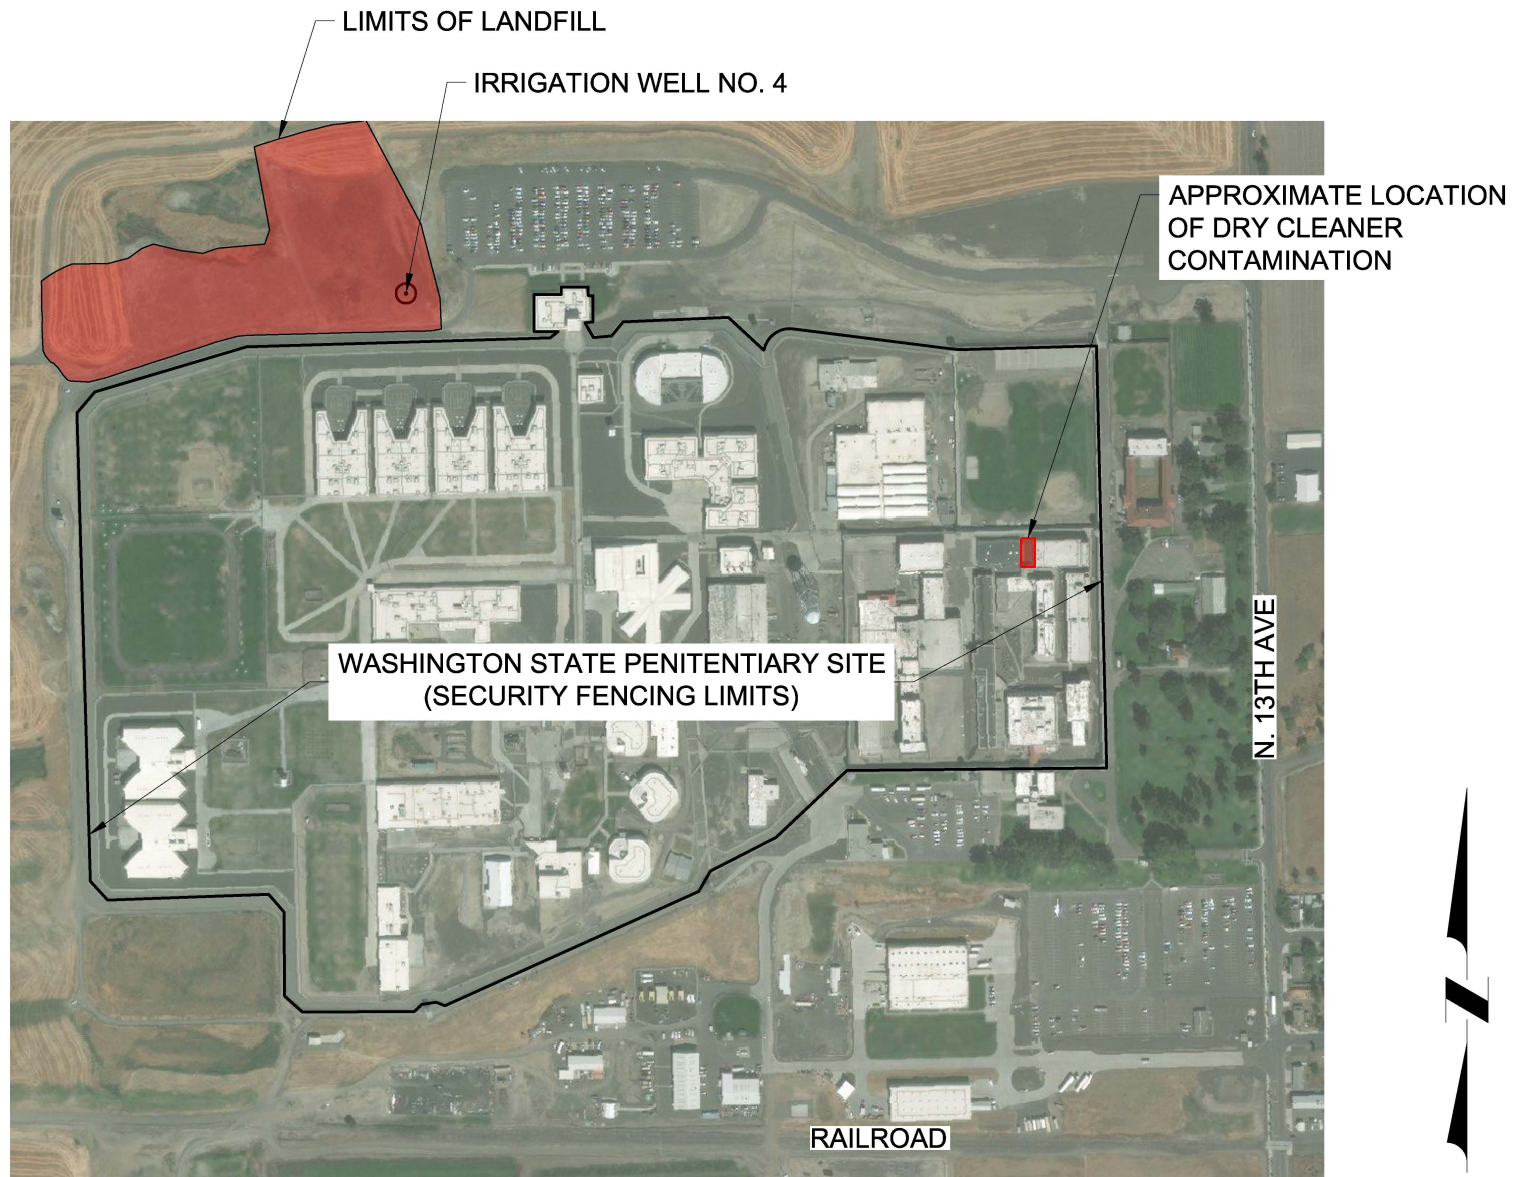 LIMITS OF LANDFILL
IRRIGATION WELL NO. 4
APPROXIMATE LOCATION
OF DRY CLEANER
CONTAMINATION
WASHINGTON STATE PENITENTIARY SITE
(SECURITY FENCING LIMITS)
N. 13TH AVE
RAILROAD
N